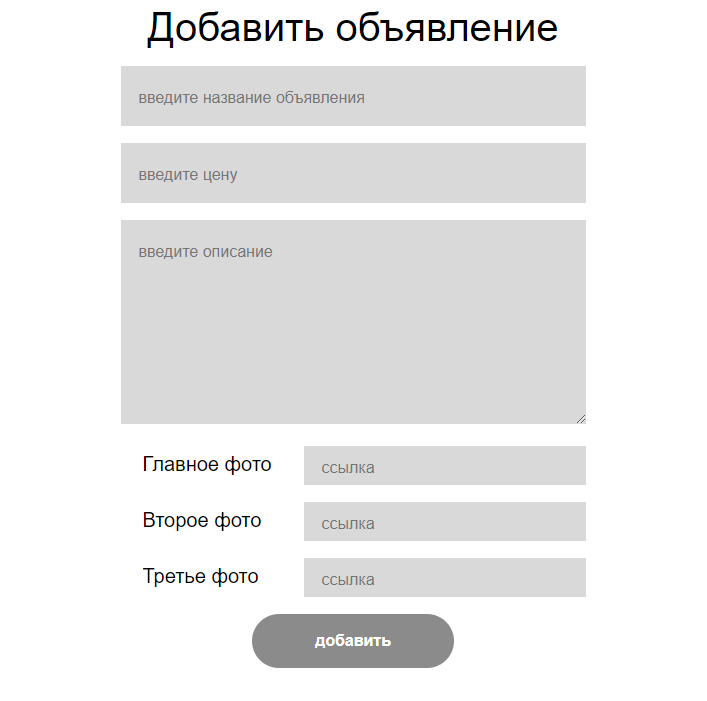 Добавить объявление
введите название объявления
введите цену
введите описание
Главное фото
ссылка
Второе фото
ссылка
Третье фото
ссылка
добавить